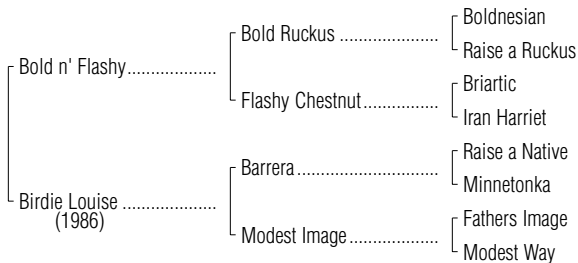 Boldnesian
Bold Ruckus ..................
Raise a Ruckus
Bold n' Flashy...................
Briartic
Flashy Chestnut...............
Iran Harriet
Raise a Native
Barrera.............................
Minnetonka
Birdie Louise ....................
(1986)
Fathers Image
Modest Image..................
Modest Way